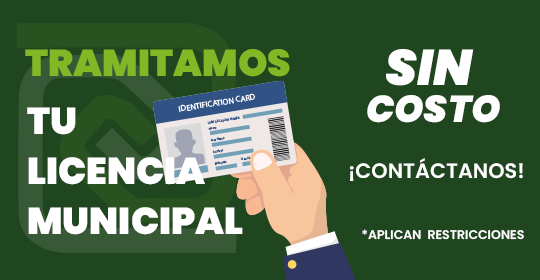 TRAMITAMOS
TU
LICENCIA
MUNICIPAL
IDENTIFICATION CARD
SIN
COSTO
¡CONTÁCTANOS!
*APLICAN RESTRICCIONES